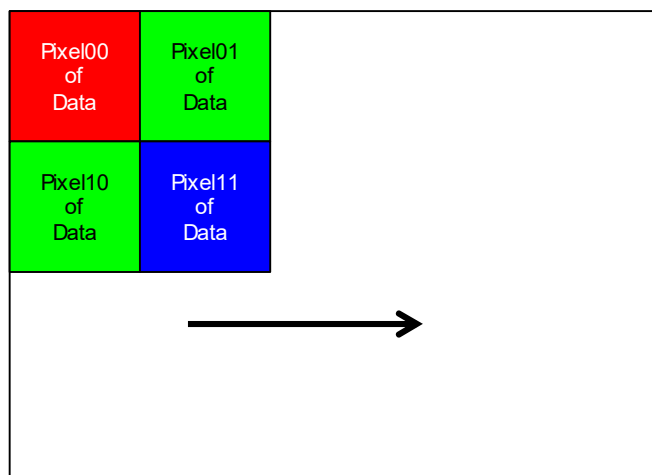 Pixel00
of
Data
Pixel01
of
Data
Pixel10
of
Data
Pixel11
of
Data